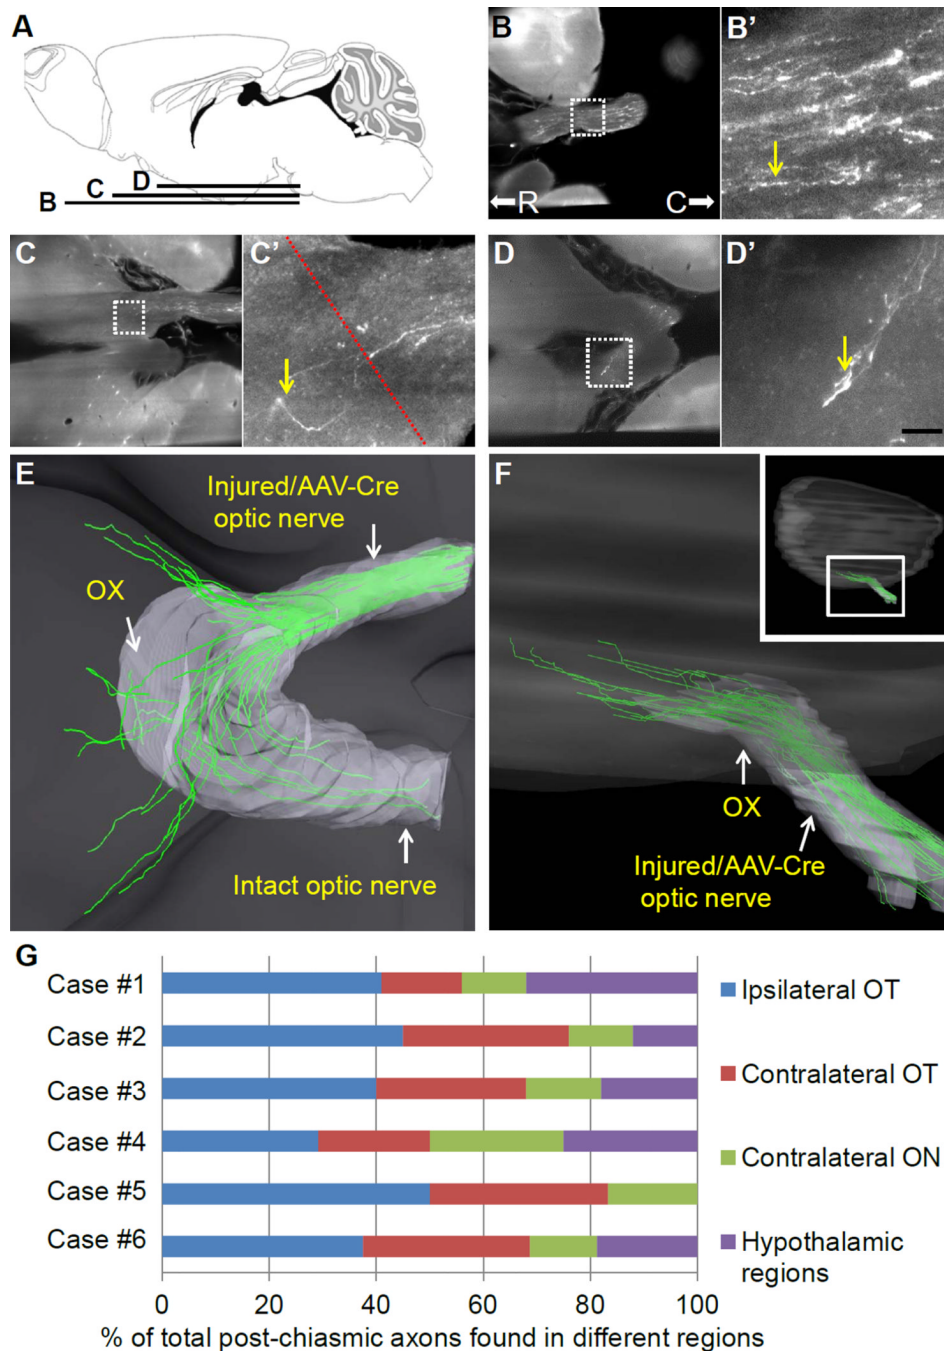 A
D
C
B
B
R
C
B’
C
C’
D
D’
E
Injured/AAV-Cre
optic nerve
OX
Intact optic nerve
F
OX
Injured/AAV-Cre
optic nerve
G
Case #1
Case #2
Case #3
Case #4
Case #5
Case #6
0 20 40 60 80 100
% of total post-chiasmic axons found in different regions
Ipsilateral OT
Contralateral OT
Contralateral ON
Hypothalamic
regions